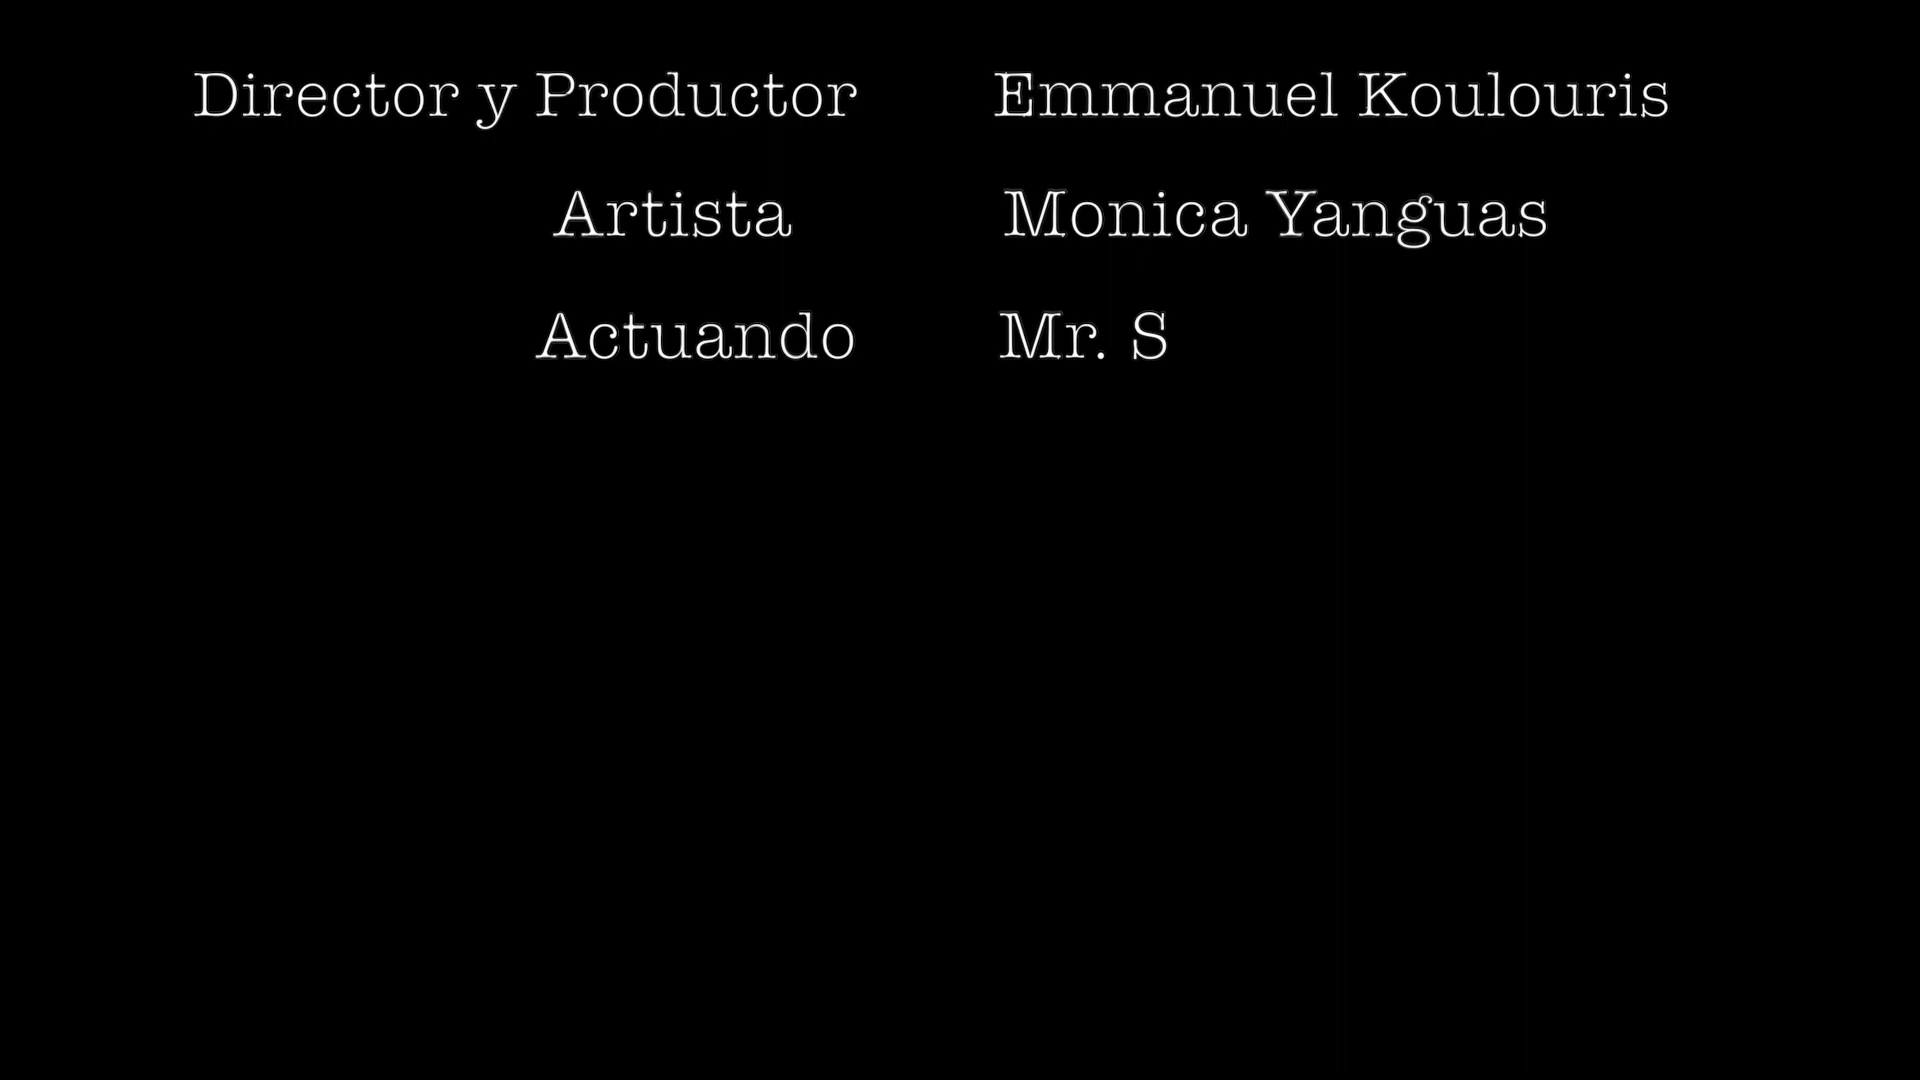 Director y Productor Emmanuel Koulouris
Artista Monica Yanguas
Actuando Mr. S